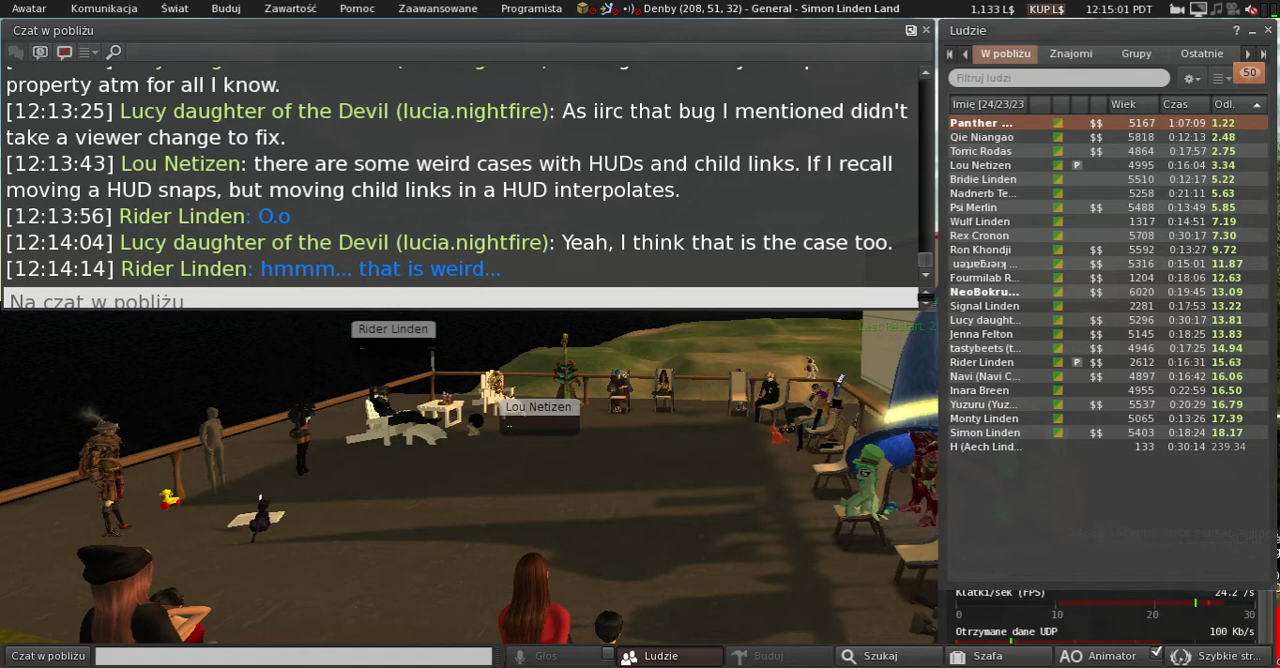 Awatar Komunikacja Świat Buduj Zawartość Pomoc Zaawansowane Programista Denby (208, 51, 32) - General - Simon Linden Land 1,133 L$ KUP L$ 12:15:01 PDT
Czat w pobliżu
property atm for all I know.
[12:13:25] Lucy daughter of the Devil (lucia.nightfire): As iirc that bug I mentioned didn't
take a viewer change to fix.
[12:13:43] Lou Netizen: there are some weird cases with HUDs and child links. If I recall
moving a HUD snaps, but moving child links in a HUD interpolates.
[12:13:56] Rider Linden: O.o
[12:14:04] Lucy daughter of the Devil (lucia.nightfire): Yeah, I think that is the case too.
[12:14:14] Rider Linden: hmmm... that is weird...
Na czat w pobliżu
Rider Linden
Lou Netizen
Last Restart: 2
Ludzie
W pobliżu Znajomi Grupy Ostatnie
Filtruj ludzi 50
Imię [24/23/23 Wiek Czas Odl.
Panther ... $$ 5167 1:07:09 1.22
Qie Niangao $$ 5818 0:12:13 2.48
Torric Rodas $$ 4864 0:17:57 2.75
Lou Netizen P 4995 0:16:04 3.34
Bridie Linden 5510 0:12:17 5.22
Nadnerb Te... 5258 0:21:11 5.63
Psi Merlin $$ 5488 0:13:49 5.85
Wulf Linden 1317 0:14:51 7.19
Rex Cronon 5708 0:30:17 7.30
Ron Khondji $$ 5592 0:13:27 9.72
$$ 5316 0:15:01 11.87
Fourmilab R... $$ 1204 0:18:06 12.63
NeoBokru... $$ 6020 0:19:45 13.09
Signal Linden 2281 0:17:53 13.22
Lucy daught... $$ 5296 0:30:17 13.81
Jenna Felton $$ 5145 0:18:25 13.83
tastybeets (t... $$ 4946 0:17:25 14.94
Rider Linden P $$ 2612 0:16:31 15.63
Navi (Navi C... $$ 4897 0:16:42 16.06
Inara Breen 4955 0:22:59 16.50
Yuzuru (Yuz... $$ 5537 0:20:29 16.79
Monty Linden 5065 0:13:26 17.39
Simon Linden $$ 5403 0:18:24 18.17
H (Aech Lind... 133 0:30:14 239.34
Klatki/sek (FPS) 24.2 /s
0 10 20 30
Otrzymane dane UDP 100 Kb/s
Czat w pobliżu Głos Ludzie Buduj Szukaj Szafa AO Animator Szybkie str...